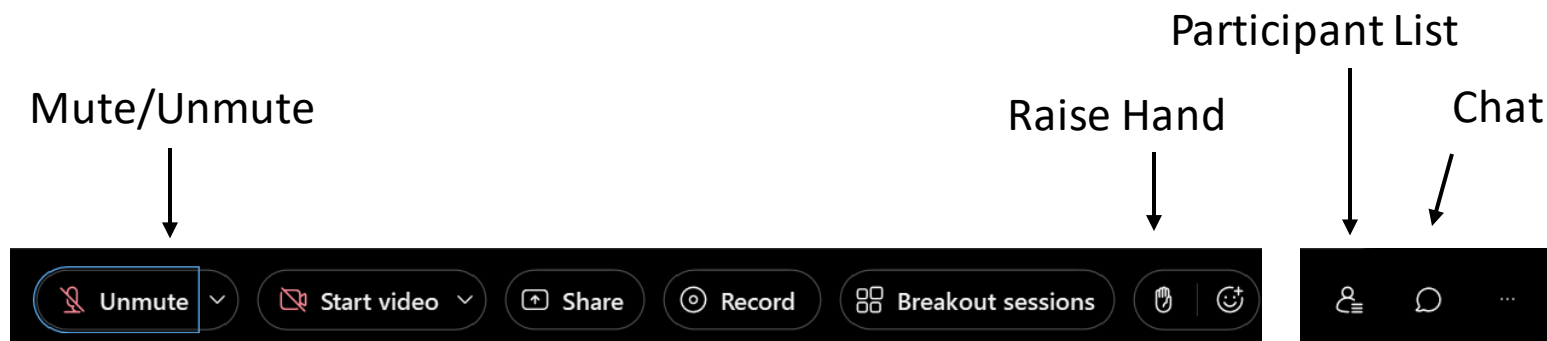 Participant List
Mute/Unmute
Raise Hand
Chat
Unmute
Start video
Share
Record
Breakout sessions